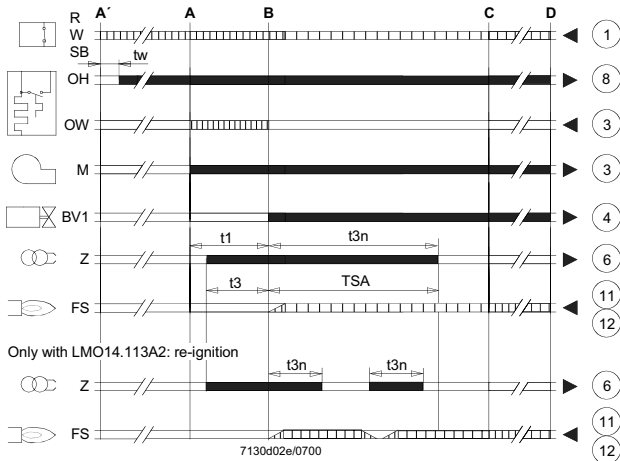 R A´ A B C D
W 1
SB tw
OH 8
OW 3
M 3
BV1 4
t1 t3n
Z 6
t3 TSA
FS 11
12
Only with LMO14.113A2: re-ignition
t3n t3n
Z 6
FS 11
12
7130d02e/0700